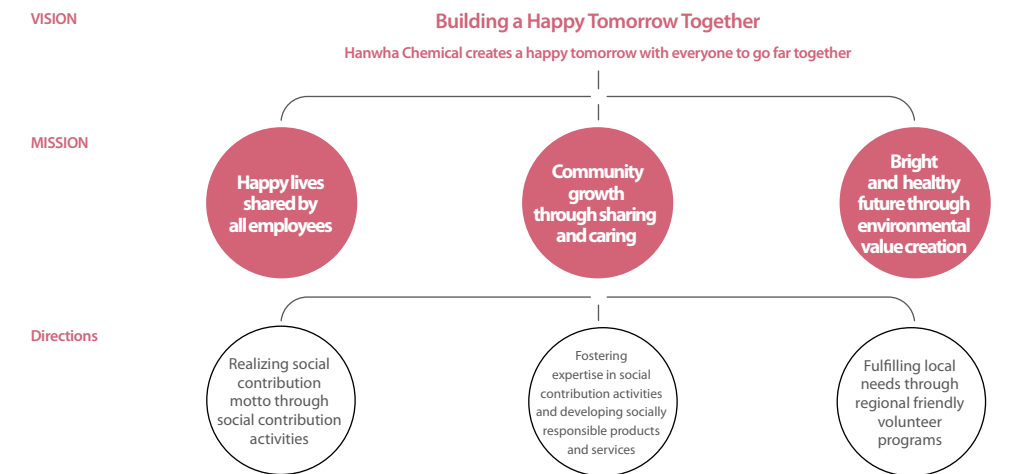 VISION
Building a Happy Tomorrow Together
Hanwha Chemical creates a happy tomorrow with everyone to go far together
MISSION
Happy lives
shared by
all employees
Community
growth
through sharing
and caring
Bright
and healthy
future through
environmental
value creation
Directions
Realizing social
contribution
motto through
social contribution
activities
Fostering
expertise in social
contribution activities
and developing socially
responsible products
and services
Fulfilling local
needs through
regional friendly
volunteer
programs